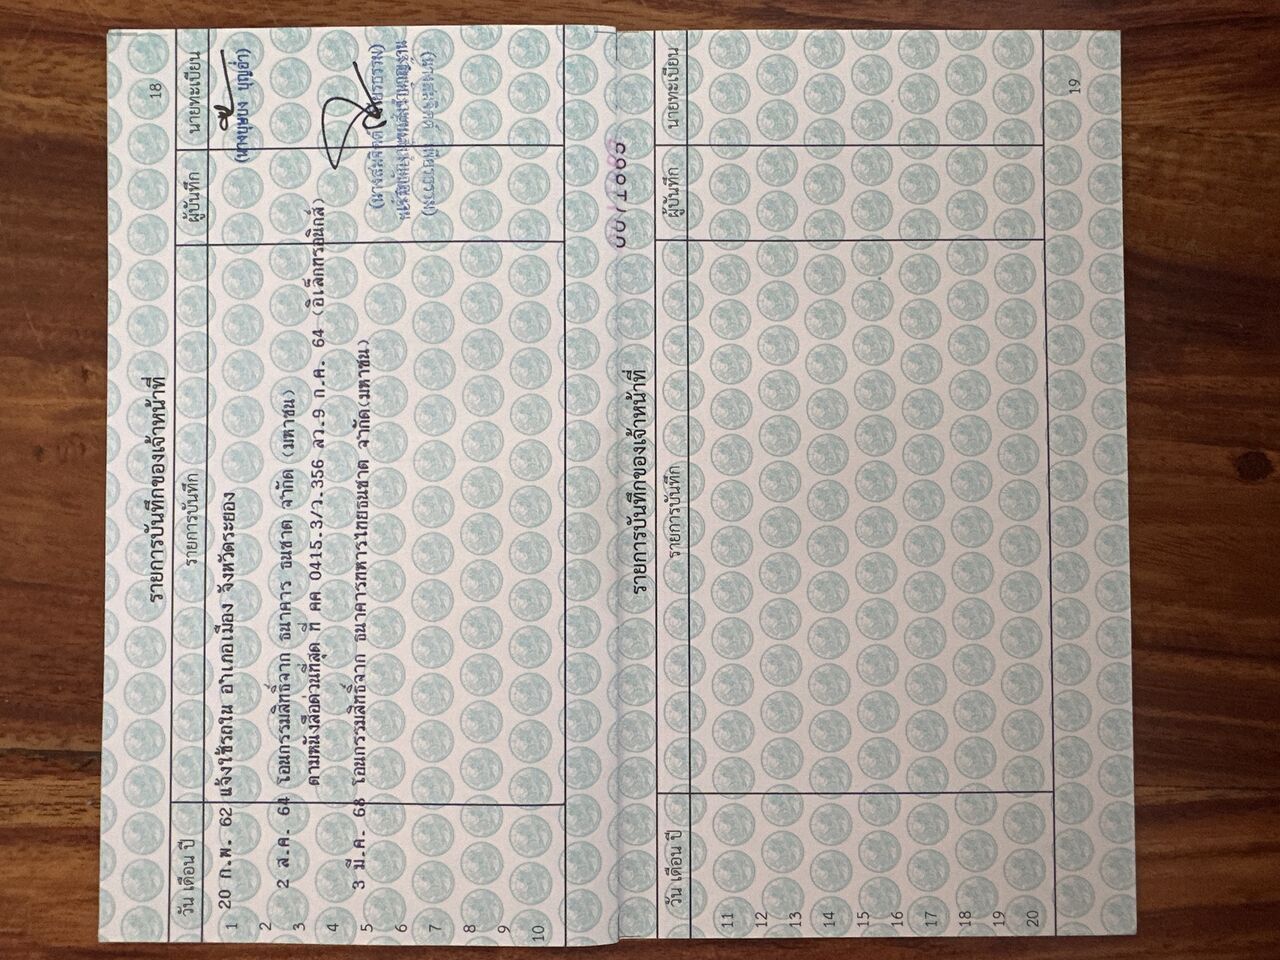 18
รายการบันทึกของเจ้าหน้าที่
วัน เดือน ปี รายการบันทึก ผู้บันทึก นายทะเบียน
1 20 ก.พ. 62 แจ้งใช้รถใน อำเภอเมือง จังหวัดระยอง
(นางบุษบง บุญอ่ำ)
2
3 2 ส.ค. 64 โอนกรรมสิทธิ์จาก ธนาคาร ธนชาต จำกัด (มหาชน)
4 ตามหนังสือด่วนที่สุด ที่ คค 0415.3/ว.356 ลว.9 ก.ค. 64 (อิเล็กทรอนิกส์)
5 3 มี.ค. 68 โอนกรรมสิทธิ์จาก ธนาคารทหารไทยธนชาต จำกัด(มหาชน)
6
7
8
9
10
รายการบันทึกของเจ้าหน้าที่
วัน เดือน ปี รายการบันทึก ผู้บันทึก นายทะเบียน
11
12
13
14
15
16
17
18
19
20
19